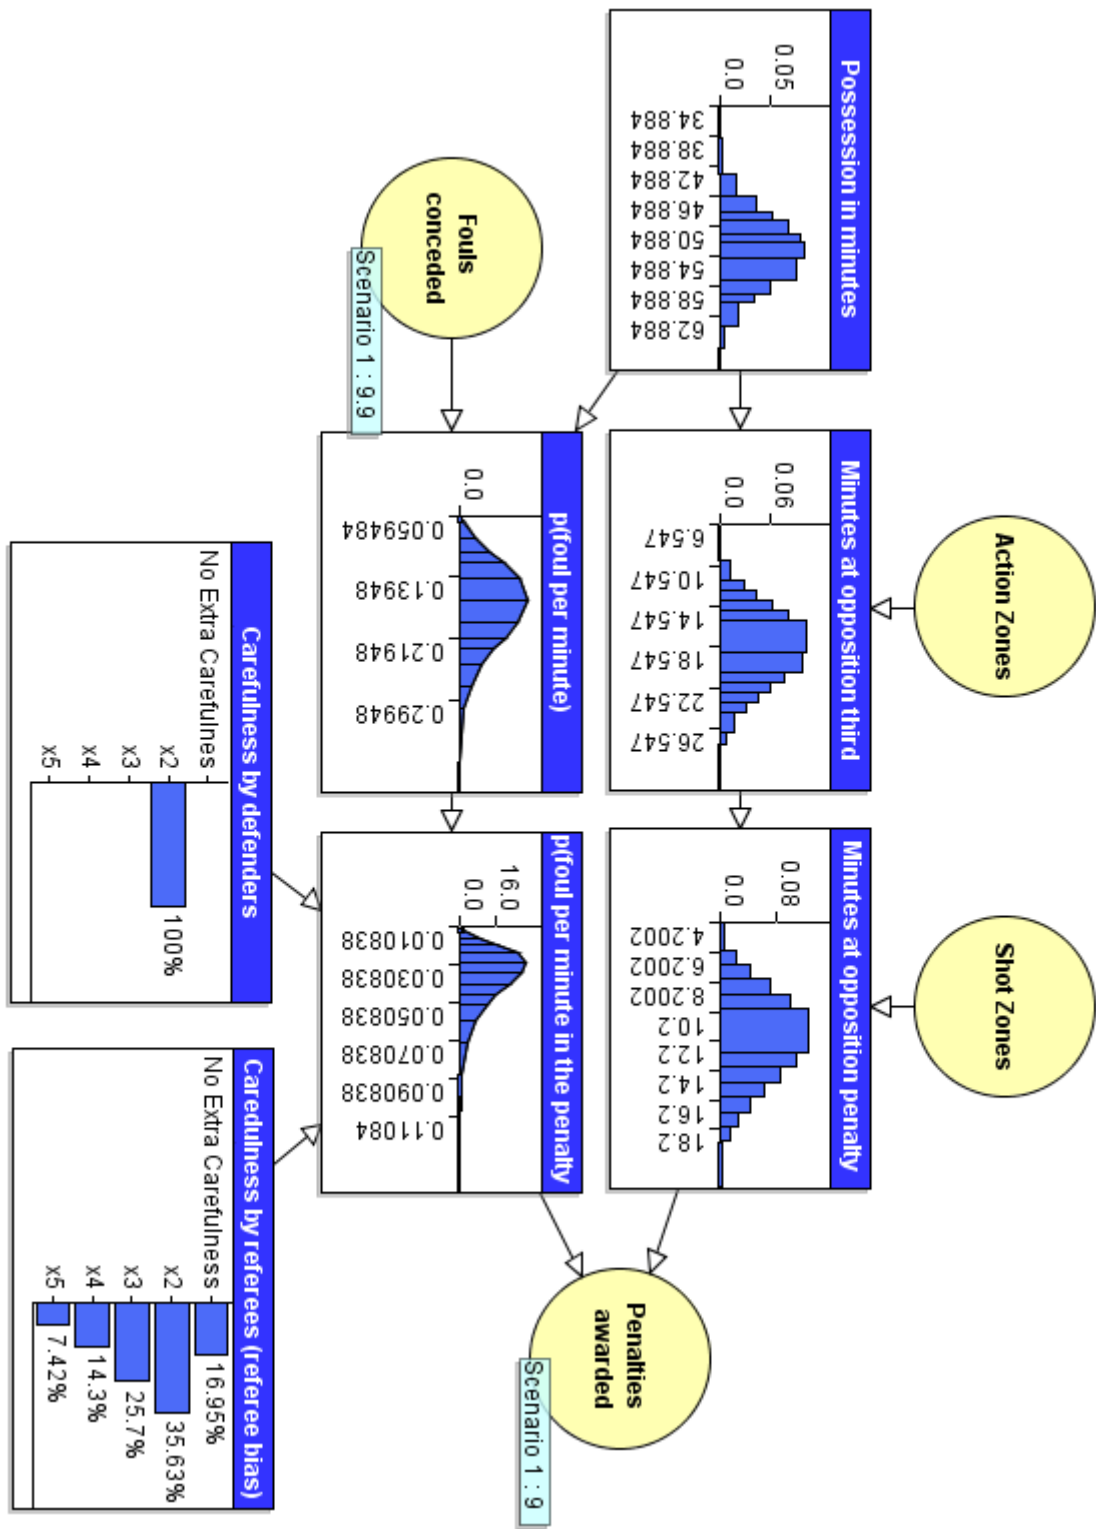 Possession in minutes
0.05
0.0
34.884
38.884
42.884
46.884
50.884
54.884
58.884
62.884
Minutes at opposition third
0.06
0.0
6.547
10.547
14.547
18.547
22.547
26.547
Minutes at opposition penalty
0.08
0.0
4.2002
6.2002
8.2002
10.2
12.2
14.2
16.2
18.2
Action Zones
Shot Zones
Fouls
conceded
Scenario 1 : 9.9
p(foul per minute)
0.0
0.059484
0.13948
0.21948
0.29948
p(foul per minute in the penalty
16.0
0.0
0.010838
0.030838
0.050838
0.070838
0.090838
0.11084
Penalties
awarded
Scenario 1 : 9
Carefulness by defenders
No Extra Carefulnes
x2
x3
x4
x5
100%
Caredulness by referees (referee bias)
No Extra Carefulness
16.95%
x2
35.63%
x3
25.7%
x4
14.3%
x5
7.42%